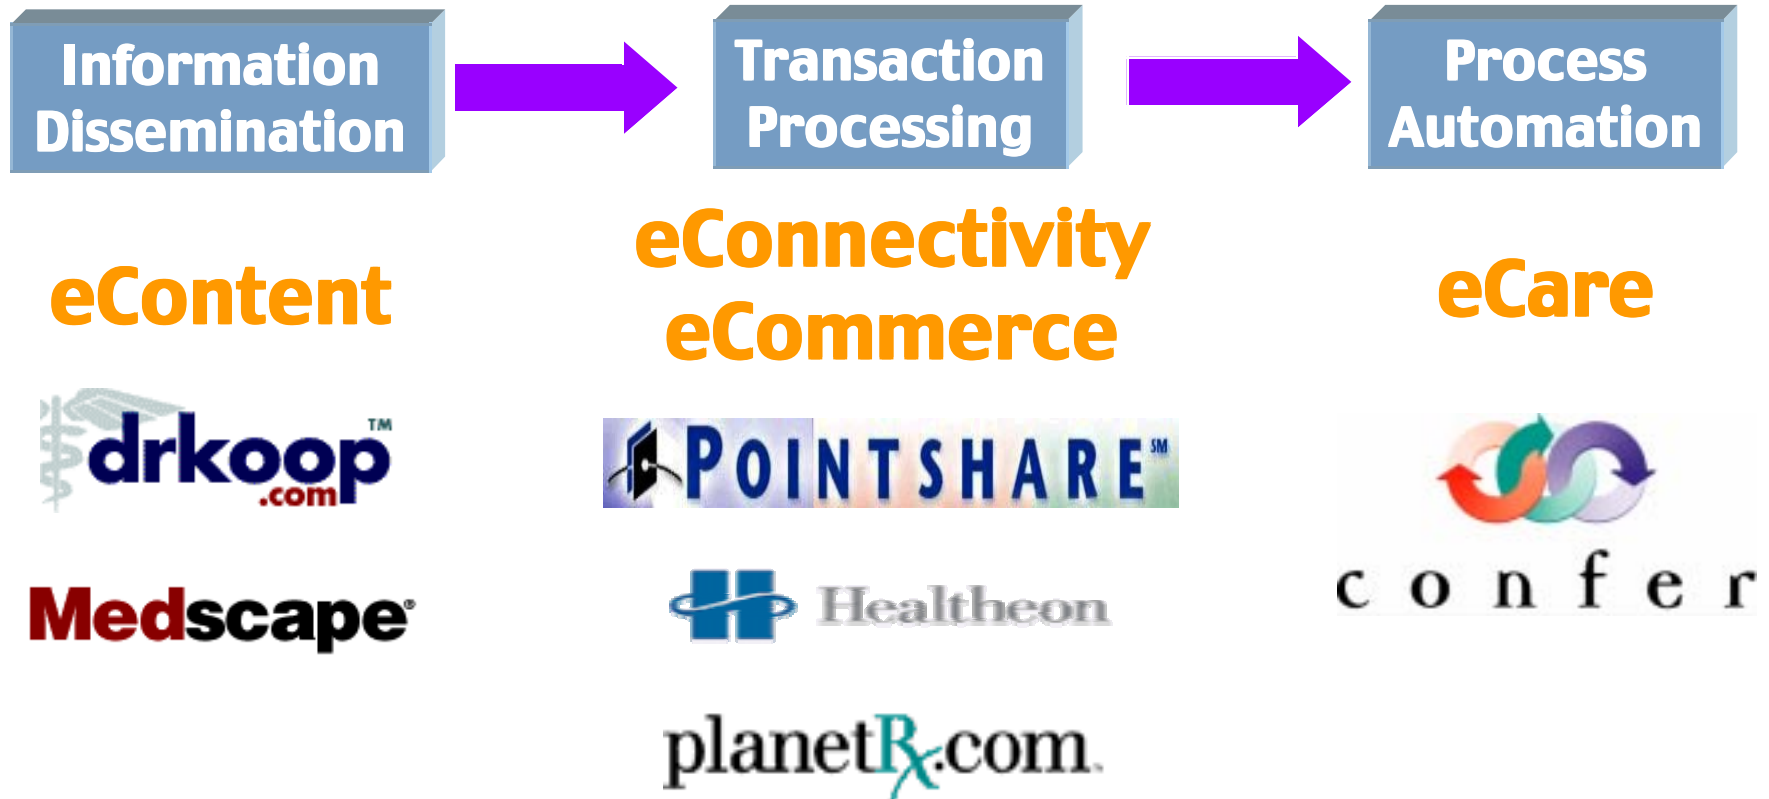 Information
Dissemination
Transaction
Processing
Process
Automation
eContent
eConnectivity
eCommerce
eCare
drkoop™
.com
Medscape®
POINTSHARE℠
Healtheon
planetRx.com
confer